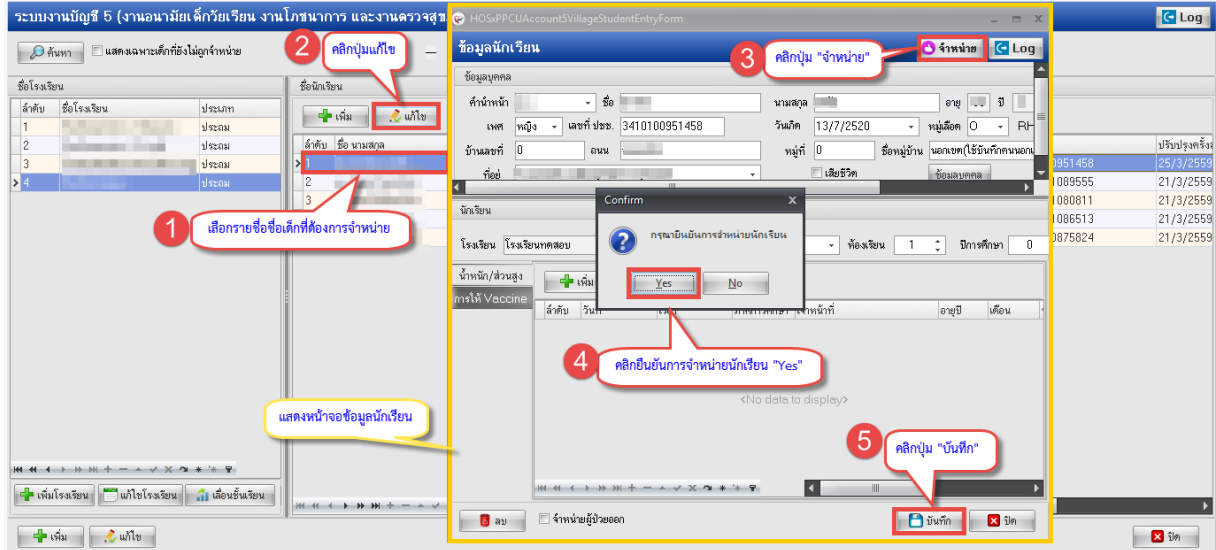 ระบบงานบัญชี 5 (งานอนามัยเด็กวัยเรียน งานโภชนาการ และงานตรวจสุข
Log
ค้นหา
แสดงเฉพาะเด็กที่ยังไม่ถูกจำหน่าย
2
คลิกปุ่มแก้ไข
ชื่อโรงเรียน
ลำดับ ชื่อโรงเรียน ประเภท
1 ประถม
2 ประถม
3 ประถม
4 ประถม
ชื่อนักเรียน
เพิ่ม
แก้ไข
ลำดับ ชื่อ นามสกุล
1
2
3
1
เลือกรายชื่อชื่อเด็กที่ต้องการจำหน่าย
HOSxPPCUAccount5VillageStudentEntryForm
ข้อมูลนักเรียน
3
คลิกปุ่ม "จำหน่าย"
จำหน่าย
Log
ข้อมูลบุคคล
คำนำหน้า ชื่อ นามสกุล อายุ ปี
เพศ หญิง เลขที่ ปชช. 3410100951458 วันเกิด 13/7/2520 หมู่เลือด O RH
บ้านเลขที่ 0 ถนน หมู่ที่ 0 ชื่อหมู่บ้าน นอกเขต(ใช้บันทึกคนนอกเ
ที่อยู่ เสียชีวิต ข้อมูลบุคคล
นักเรียน
โรงเรียน โรงเรียนทดสอบ ห้องเรียน 1 ปีการศึกษา 0
Confirm
x
กรุณายืนยันการจำหน่ายนักเรียน
Yes
No
น้ำหนัก/ส่วนสูง
การให้ Vaccine
เพิ่ม
ลำดับ อายุปี เดือน
4
คลิกยืนยันการจำหน่ายนักเรียน "Yes"
<No data to display>
แสดงหน้าจอข้อมูลนักเรียน
5
คลิกปุ่ม "บันทึก"
ลบ
จำหน่ายผู้ป่วยออก
บันทึก
ปิด
ปรับปรุงครั้งส
0951458 25/3/2559
1089555 21/3/2559
1080811 21/3/2559
1086513 21/3/2559
0875824 21/3/2559
เพิ่มโรงเรียน
แก้ไขโรงเรียน
เลื่อนชั้นเรียน
เพิ่ม
แก้ไข
ปิด